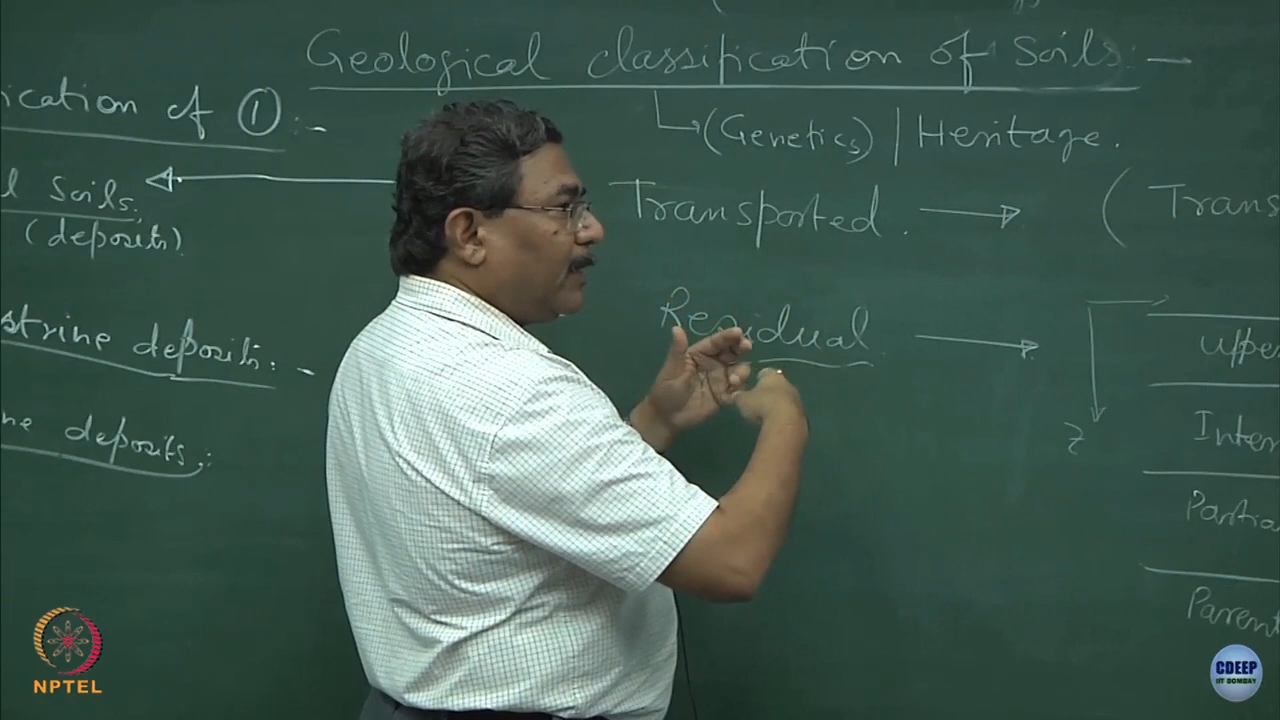 Geological classification of Soils :-
(Genetics) | Heritage.
ication of ① :-
l Soils.
(deposits)
strine deposits :-
ne deposits :
Transported. → (Trans
Residual →
z
upper
Inter
Partia
Parent
NPTEL
CDEEP
IIT BOMBAY